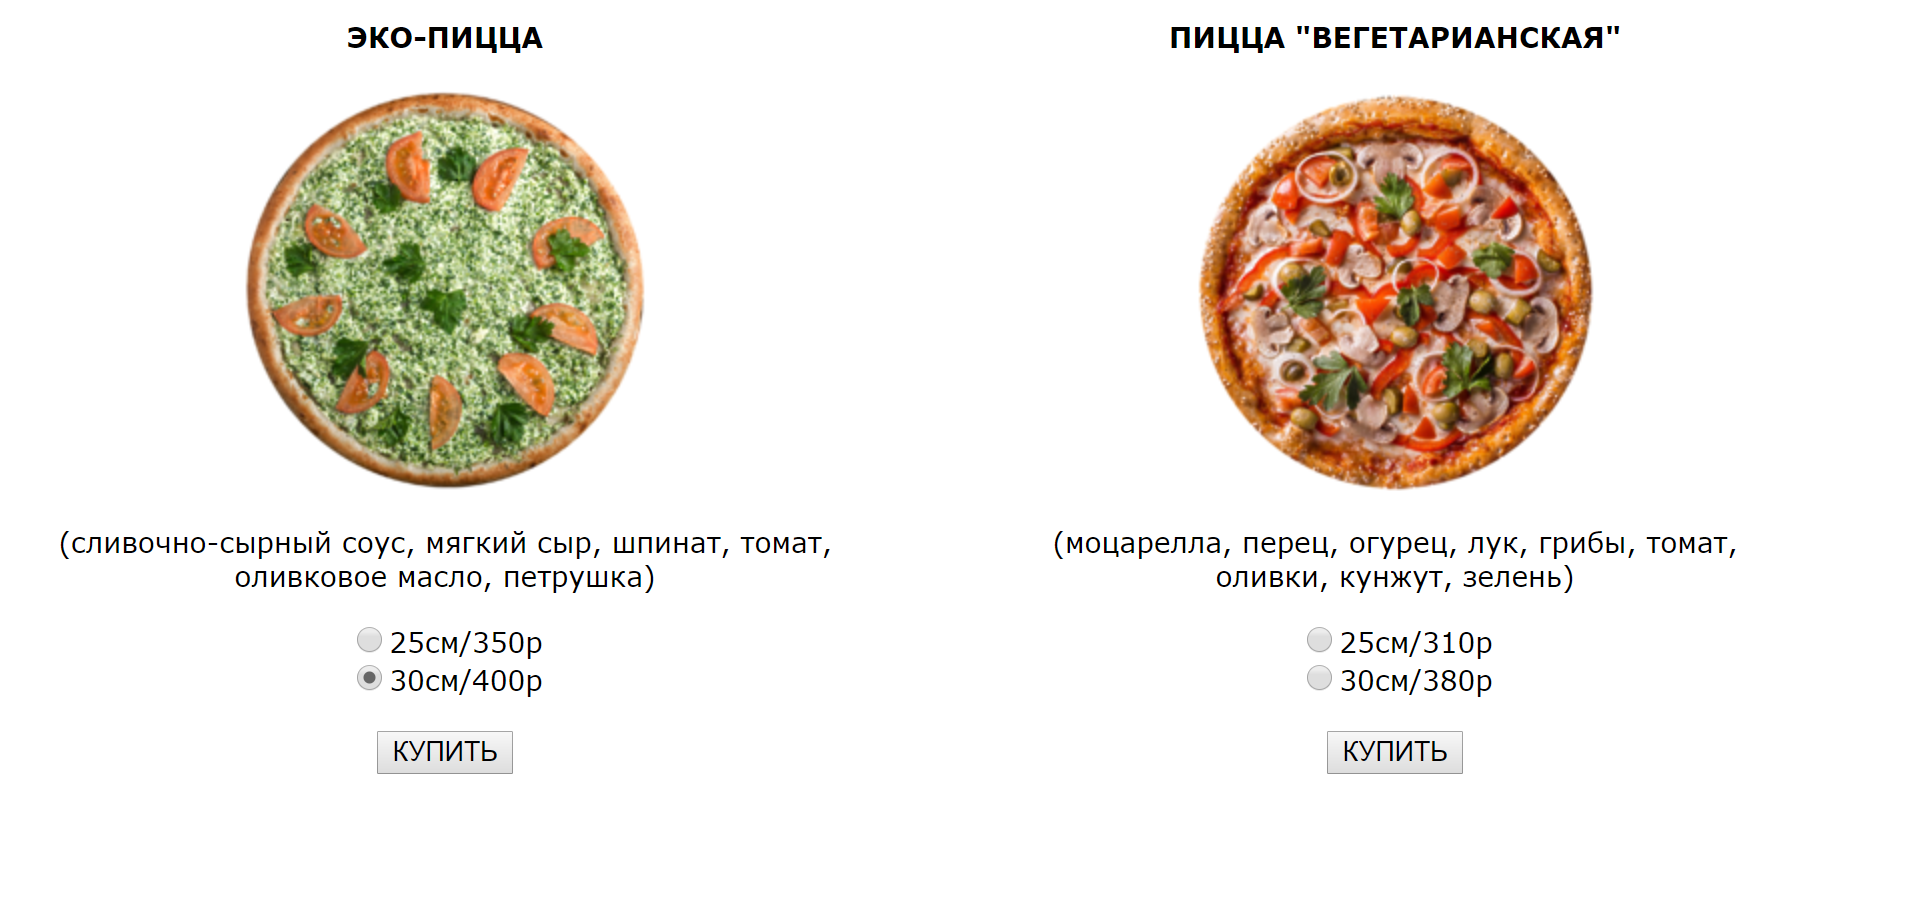 ЭКО-ПИЦЦА
(сливочно-сырный соус, мягкий сыр, шпинат, томат,
оливковое масло, петрушка)
25см/350р
30см/400р
КУПИТЬ
ПИЦЦА "ВЕГЕТАРИАНСКАЯ"
(моцарелла, перец, огурец, лук, грибы, томат,
оливки, кунжут, зелень)
25см/310р
30см/380р
КУПИТЬ